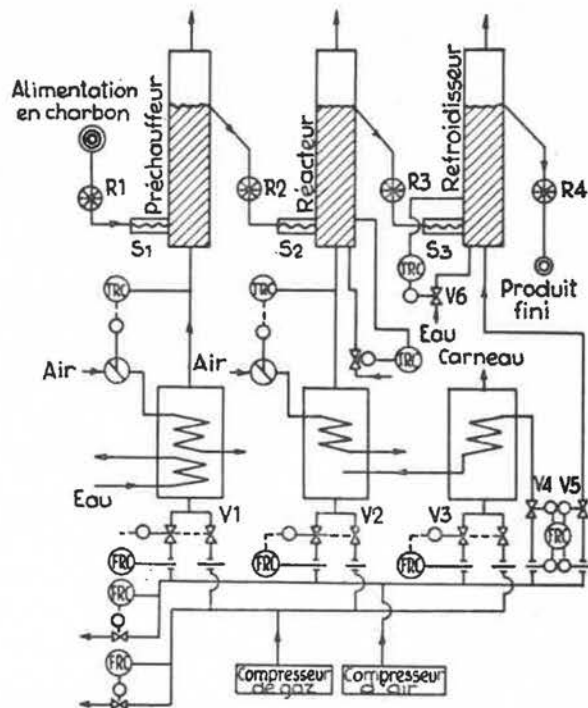 Alimentation
en charbon
Préchauffeur
Réacteur
Refroidisseur
R1
R2
R3
R4
S1
S2
S3
TRC
V6
Eau
Produit
fini
TRC
TRC
TRC
Air
Air
Carneau
Eau
V1
V2
V3
V4
V5
FRC
FRC
FRC
FRC
FRC
FRC
Compresseur
de gaz
Compresseur
d'air